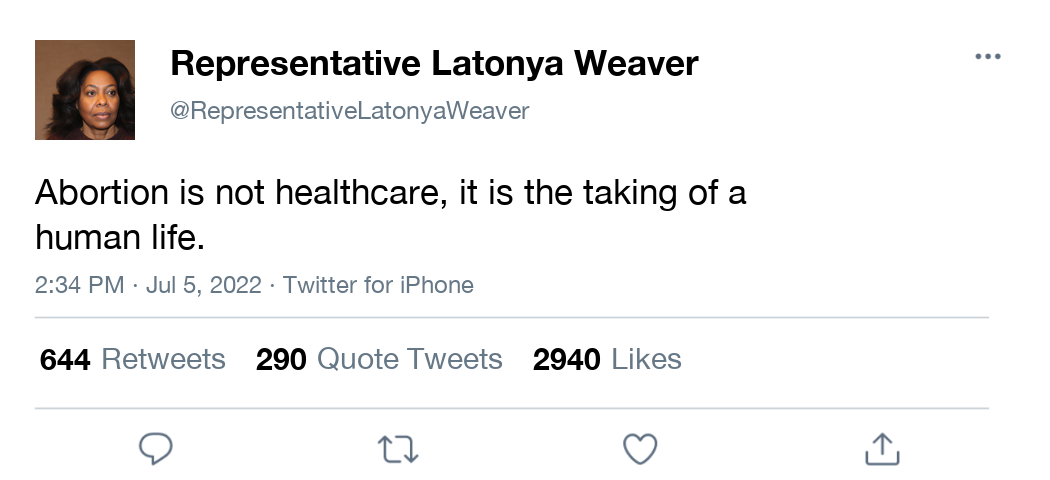 Representative Latonya Weaver
@RepresentativeLatonyaWeaver
Abortion is not healthcare, it is the taking of a
human life.
2:34 PM · Jul 5, 2022 · Twitter for iPhone
644 Retweets 290 Quote Tweets 2940 Likes